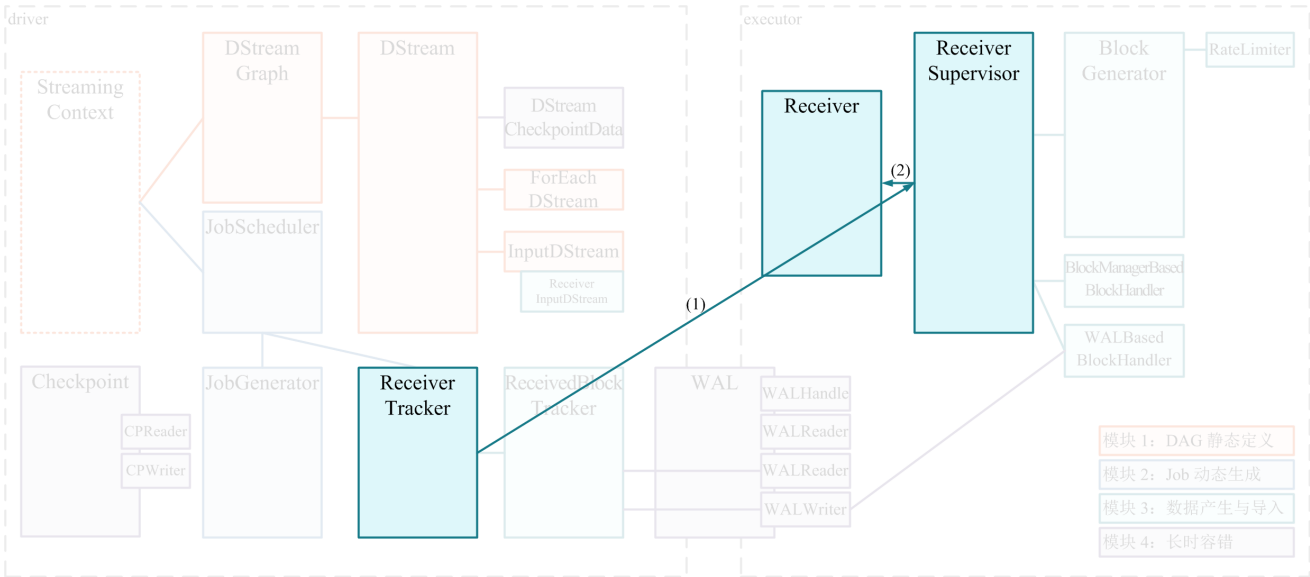 driver
DStream
Graph
DStream
Streaming
Context
DStream
CheckpointData
ForEach
DStream
JobScheduler
InputDStream
Receiver
InputDStream
Checkpoint
CPReader
CPWriter
JobGenerator
Receiver
Tracker
ReceivedBlock
Tracker
WAL
WALHandle
WALReader
WALReader
WALWriter
(1)
executor
Receiver
(2)
Receiver
Supervisor
Block
Generator
RateLimiter
BlockManagerBased
BlockHandler
WALBased
BlockHandler
模块 1：DAG 静态定义
模块 2：Job 动态生成
模块 3：数据产生与导入
模块 4：长时容错